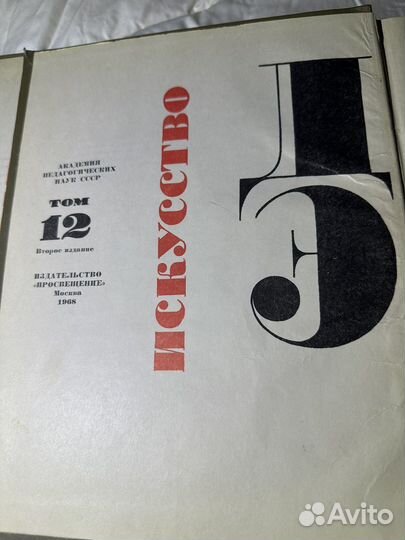 ДЭ
ИСКУССТВО
АКАДЕМИЯ
ПЕДАГОГИЧЕСКИХ
НАУК СССР
ТОМ
12
Второе издание
ИЗДАТЕЛЬСТВО
«ПРОСВЕЩЕНИЕ»
Москва
1968
Avito